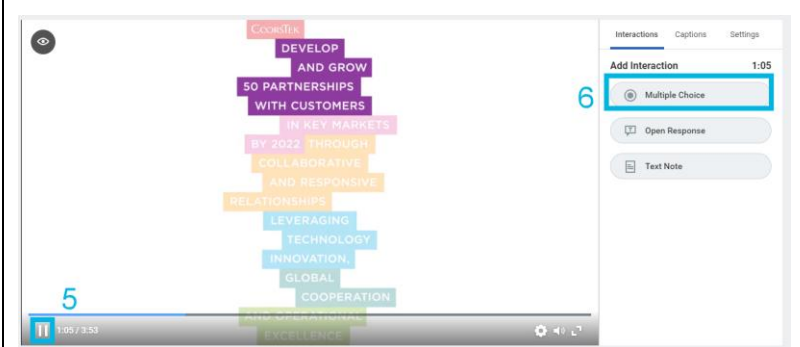 COORSTEK
DEVELOP
AND GROW
50 PARTNERSHIPS
WITH CUSTOMERS
IN KEY MARKETS
BY 2022 THROUGH
COLLABORATIVE
AND RESPONSIVE
RELATIONSHIPS
LEVERAGING
TECHNOLOGY
INNOVATION,
GLOBAL
COOPERATION
AND OPERATIONAL
EXCELLENCE
5
1:05 / 3:53
Interactions Captions Settings
Add Interaction 1:05
6
Multiple Choice
Open Response
Text Note